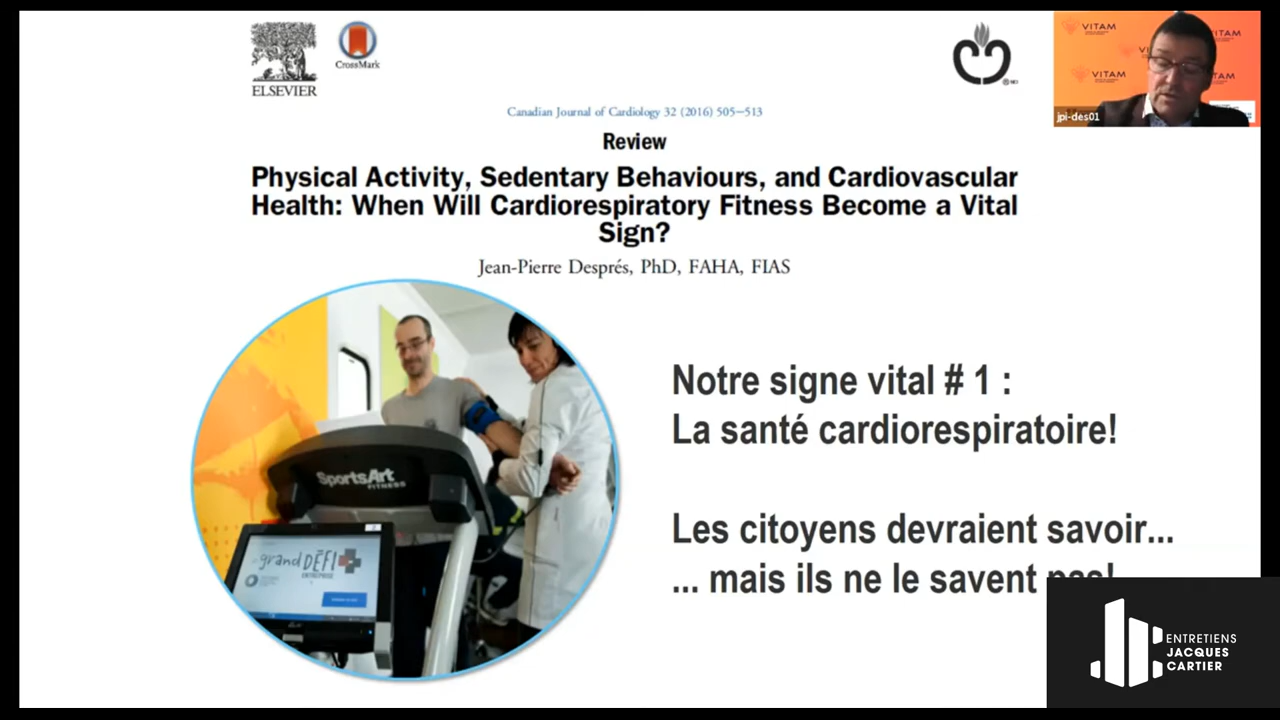 ELSEVIER
CrossMark
VITAM
VITAM
jpi-des01
Canadian Journal of Cardiology 32 (2016) 505–513
Review
Physical Activity, Sedentary Behaviours, and Cardiovascular
Health: When Will Cardiorespiratory Fitness Become a Vital
Sign?
Jean-Pierre Després, PhD, FAHA, FIAS
SportsArt
FITNESS
grand DÉFI
ENTREPRISE
Notre signe vital # 1 :
La santé cardiorespiratoire!
Les citoyens devraient savoir...
... mais ils ne le savent pas!
ENTRETIENS
JACQUES
CARTIER